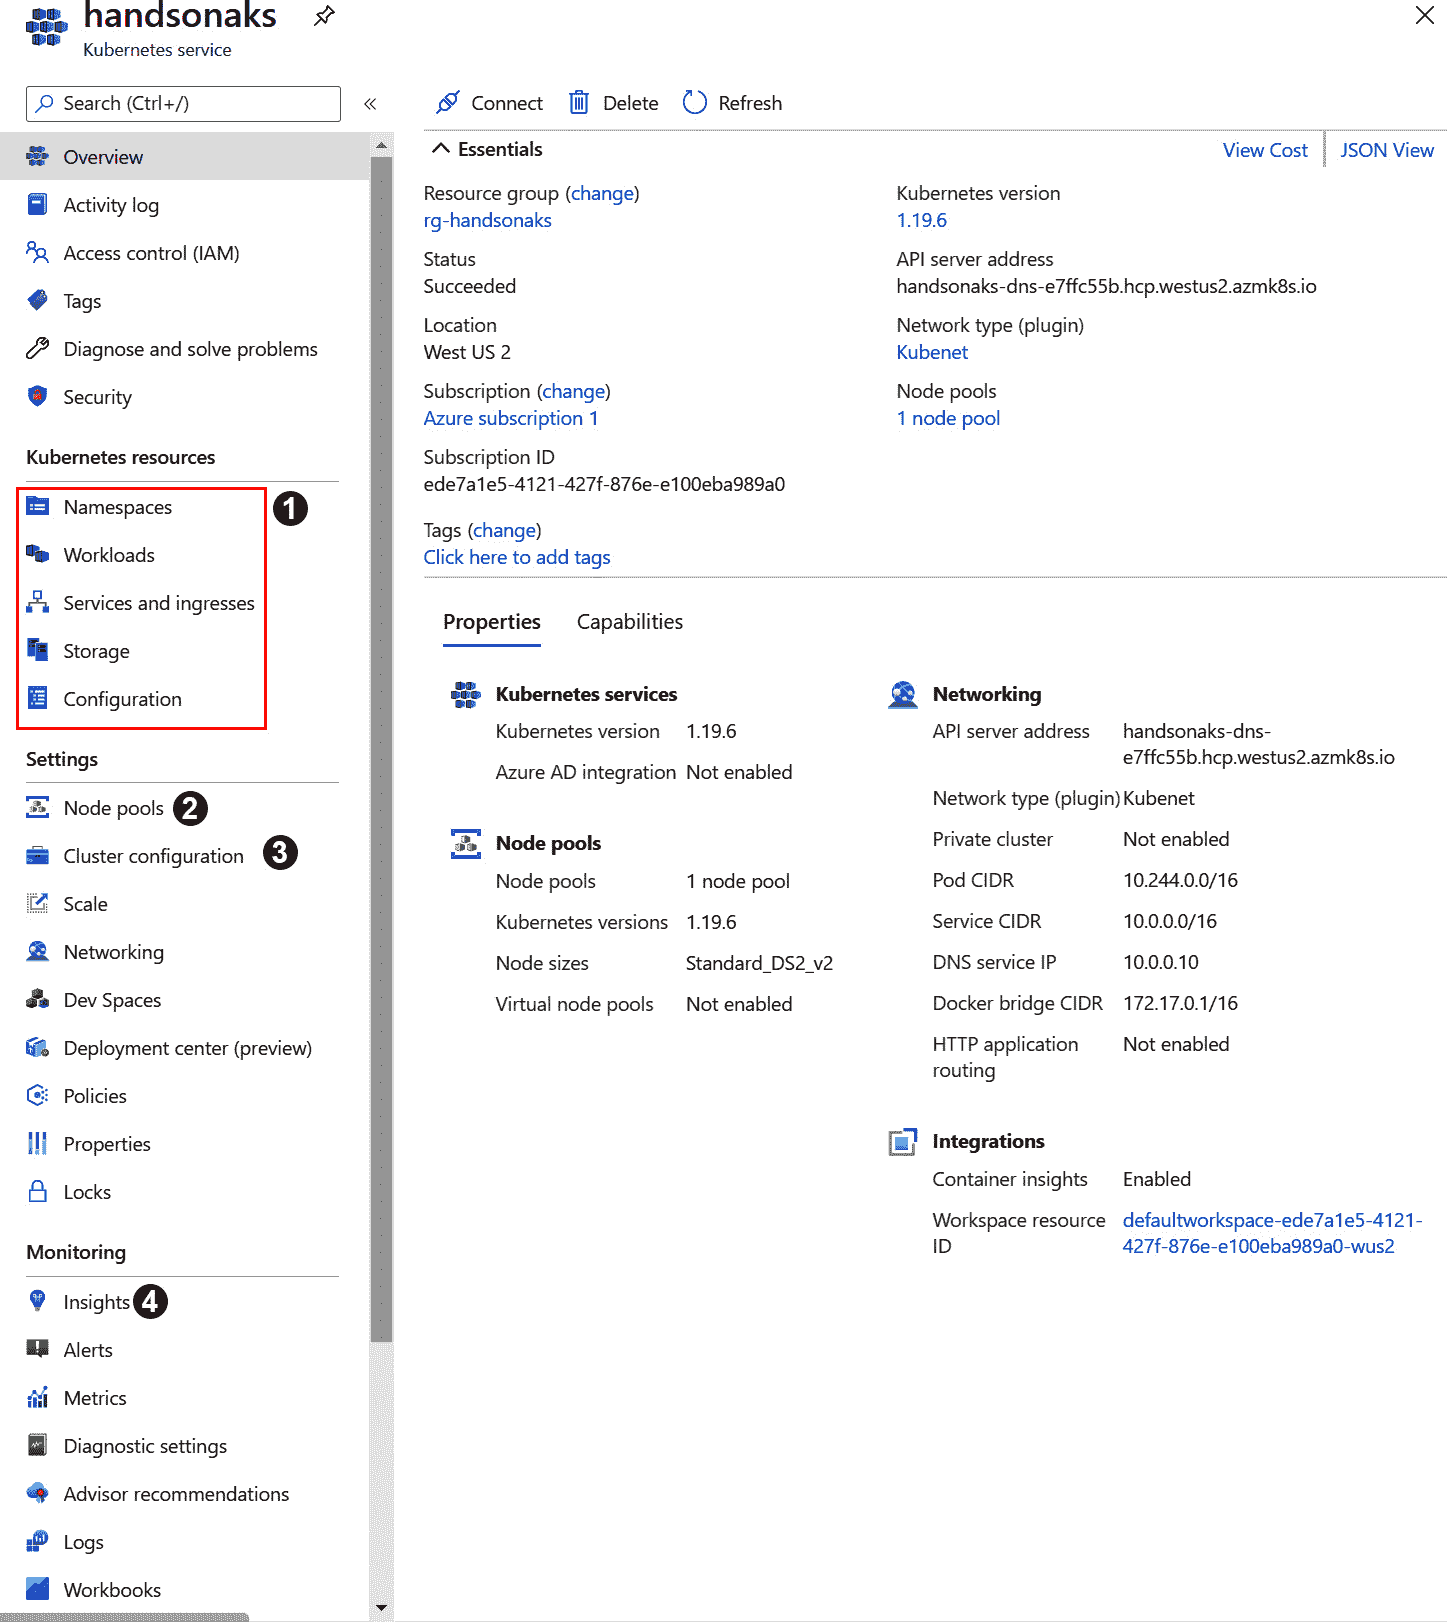 handsonaks
Kubernetes service
Search (Ctrl+/)
«
Overview
Activity log
Access control (IAM)
Tags
Diagnose and solve problems
Security
Kubernetes resources
Namespaces
1
Workloads
Services and ingresses
Storage
Configuration
Settings
Node pools
2
Cluster configuration
3
Scale
Networking
Dev Spaces
Deployment center (preview)
Policies
Properties
Locks
Monitoring
Insights
4
Alerts
Metrics
Diagnostic settings
Advisor recommendations
Logs
Workbooks
Connect
Delete
Refresh
Essentials
View Cost
JSON View
Resource group (change)
rg-handsonaks
Status
Succeeded
Location
West US 2
Subscription (change)
Azure subscription 1
Subscription ID
ede7a1e5-4121-427f-876e-e100eba989a0
Tags (change)
Click here to add tags
Kubernetes version
1.19.6
API server address
handsonaks-dns-e7ffc55b.hcp.westus2.azmk8s.io
Network type (plugin)
Kubenet
Node pools
1 node pool
Properties
Capabilities
Kubernetes services
Kubernetes version 1.19.6
Azure AD integration Not enabled
Node pools
Node pools 1 node pool
Kubernetes versions 1.19.6
Node sizes Standard_DS2_v2
Virtual node pools Not enabled
Networking
API server address handsonaks-dns-
e7ffc55b.hcp.westus2.azmk8s.io
Network type (plugin) Kubenet
Private cluster Not enabled
Pod CIDR 10.244.0.0/16
Service CIDR 10.0.0.0/16
DNS service IP 10.0.0.10
Docker bridge CIDR 172.17.0.1/16
HTTP application Not enabled
routing
Integrations
Container insights Enabled
Workspace resource defaultworkspace-ede7a1e5-4121-
ID 427f-876e-e100eba989a0-wus2